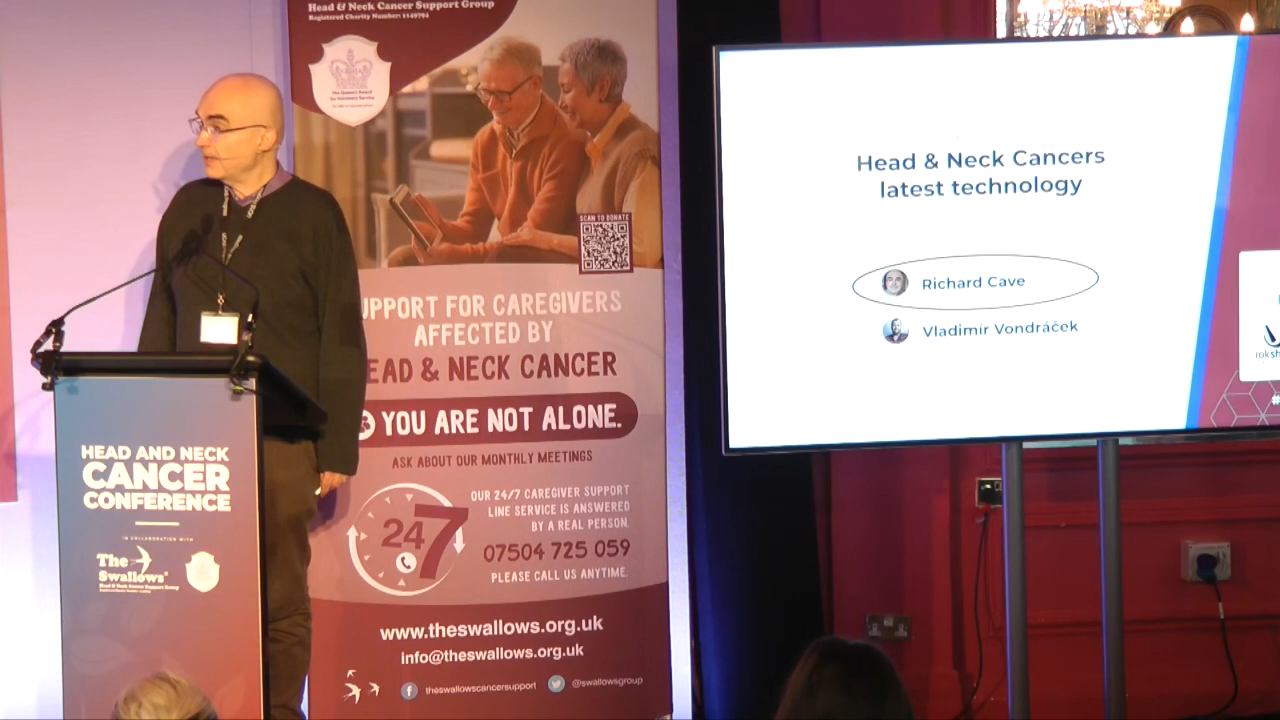 Head & Neck Cancer Support Group
Registered Charity Number: 1149794
SCAN TO DONATE
UPPORT FOR CAREGIVERS
AFFECTED BY
EAD & NECK CANCER
YOU ARE NOT ALONE.
ASK ABOUT OUR MONTHLY MEETINGS
24
7
OUR 24/7 CAREGIVER SUPPORT
LINE SERVICE IS ANSWERED
BY A REAL PERSON.
07504 725 059
PLEASE CALL US ANYTIME.
www.theswallows.org.uk
info@theswallows.org.uk
theswallowscancersupport
@swallowsgroup
HEAD AND NECK
CANCER
CONFERENCE
IN COLLABORATION WITH
The
Swallows
Head & Neck Cancer Support Group
Head & Neck Cancers
latest technology
Richard Cave
Vladimír Vondráček
roksh
#